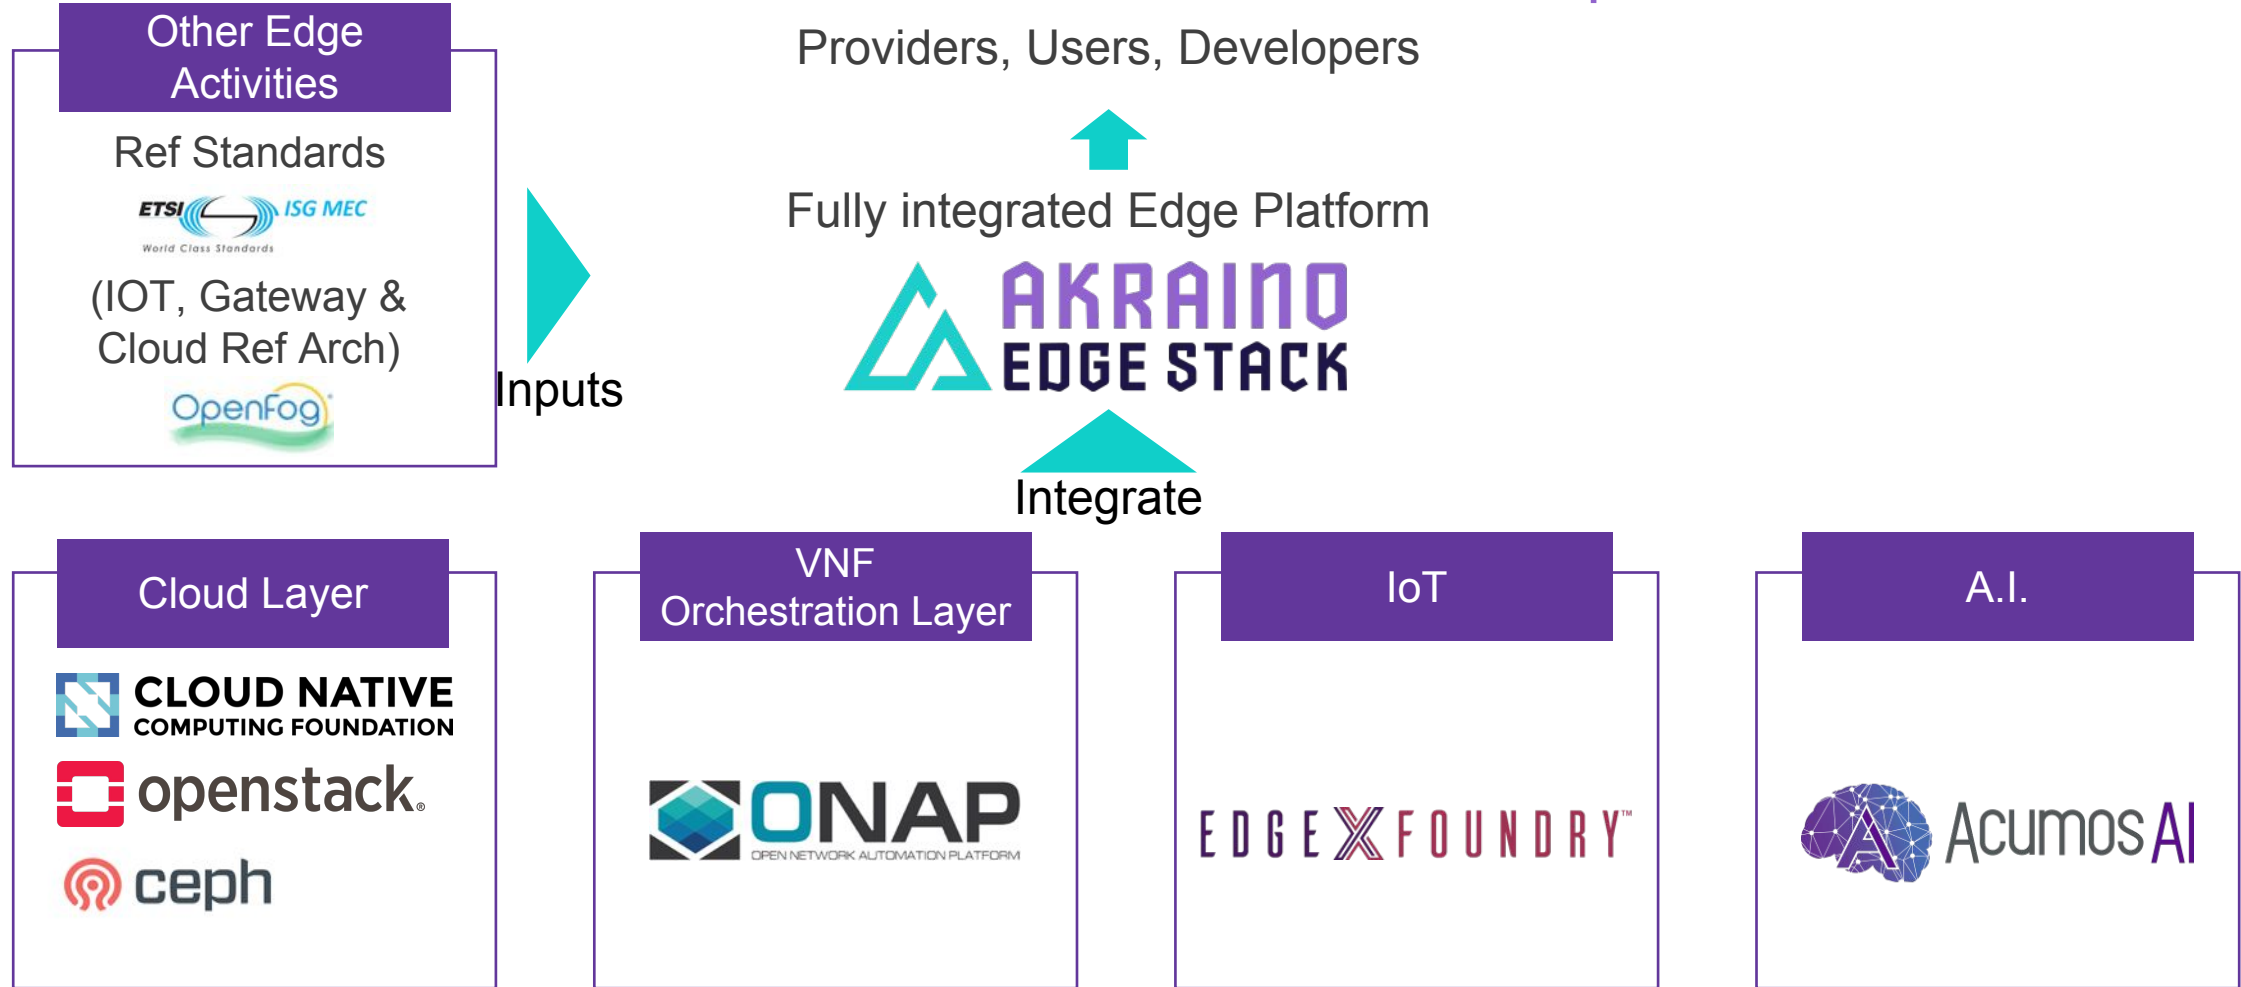 Other Edge
Activities
Ref Standards
ETSI ISG MEC
World Class Standards
(IOT, Gateway &
Cloud Ref Arch)
OpenFog
Inputs
Providers, Users, Developers
Fully integrated Edge Platform
AKRAINO
EDGE STACK
Integrate
Cloud Layer
CLOUD NATIVE
COMPUTING FOUNDATION
openstack®
ceph
VNF
Orchestration Layer
ONAP
OPEN NETWORK AUTOMATION PLATFORM
IoT
EDGE X FOUNDRY™
A.I.
Acumos AI